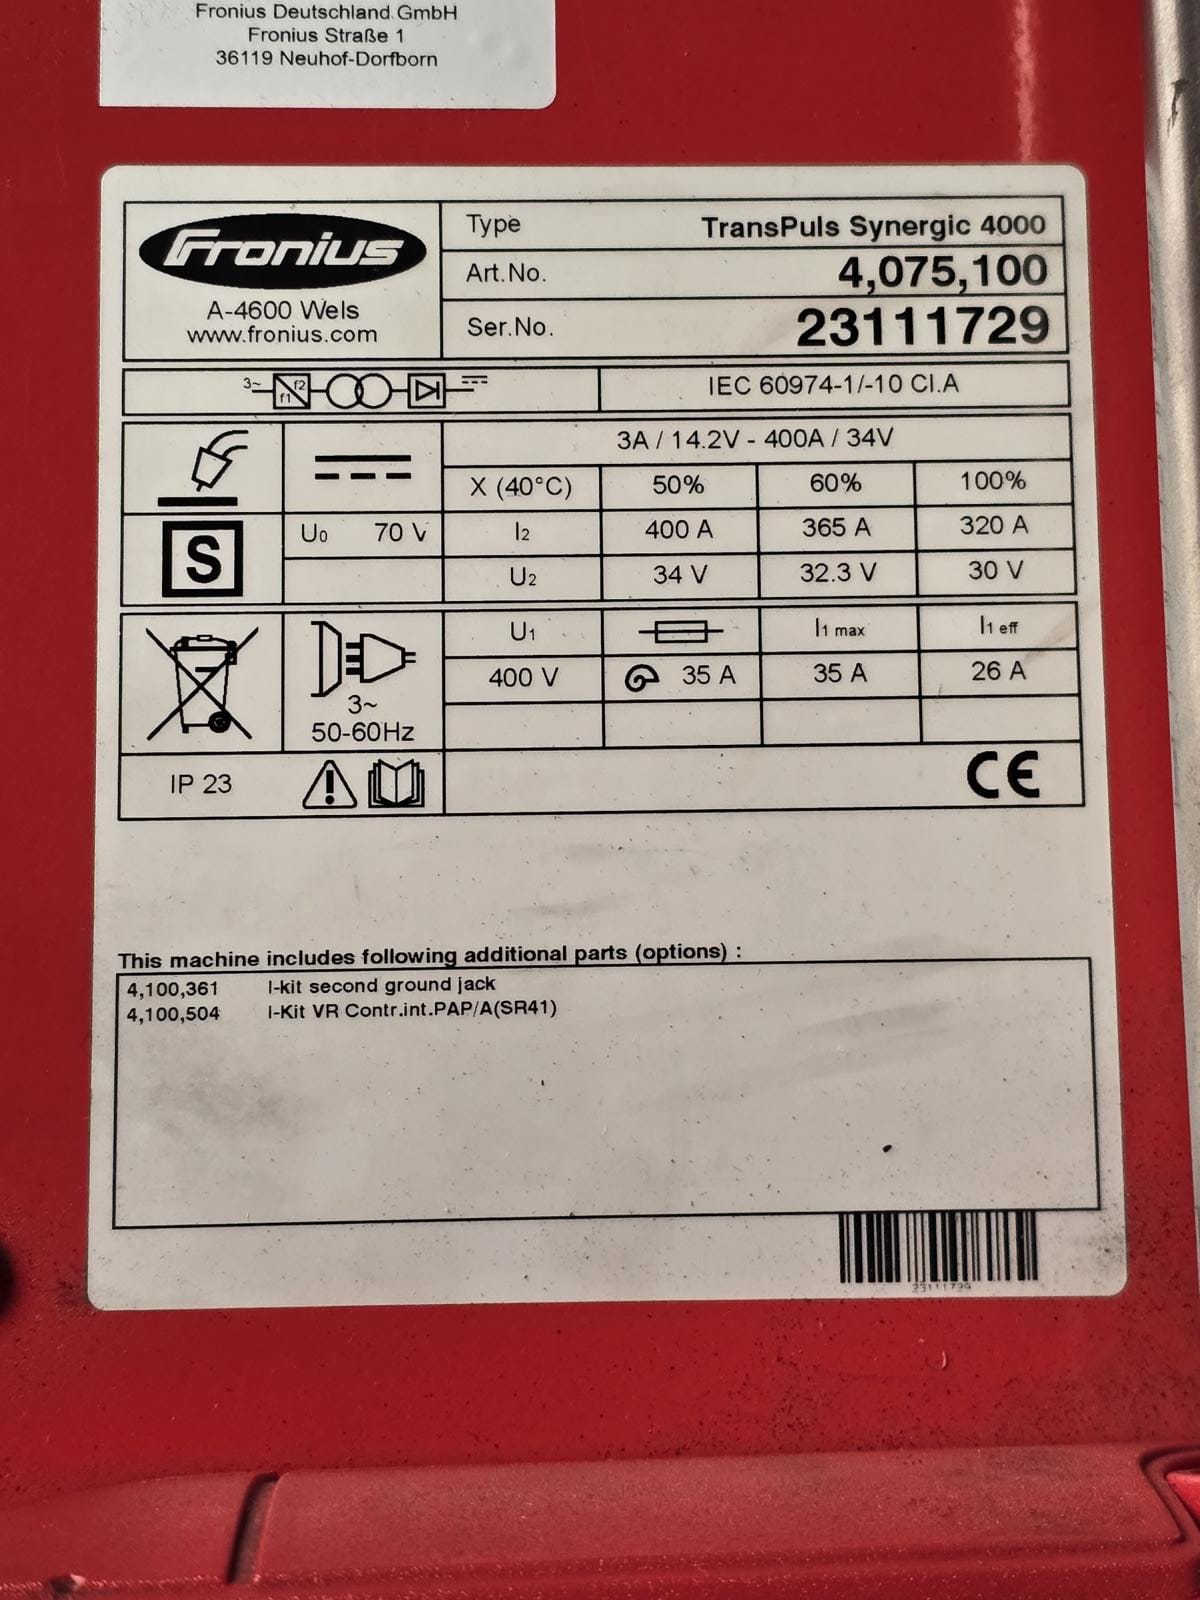 Fronius Deutschland GmbH
Fronius Straße 1
36119 Neuhof-Dorfborn
Fronius
A-4600 Wels
www.fronius.com
Type TransPuls Synergic 4000
Art.No. 4,075,100
Ser.No. 23111729
3~ f1 f2
IEC 60974-1/-10 Cl.A
3A / 14.2V - 400A / 34V
X (40°C) 50% 60% 100%
S
U0 70 V
I2 400 A 365 A 320 A
U2 34 V 32.3 V 30 V
3~
50-60Hz
U1 I1 max I1 eff
400 V 35 A 35 A 26 A
IP 23
CE
This machine includes following additional parts (options) :
4,100,361 I-kit second ground jack
4,100,504 I-Kit VR Contr.int.PAP/A(SR41)
23111729